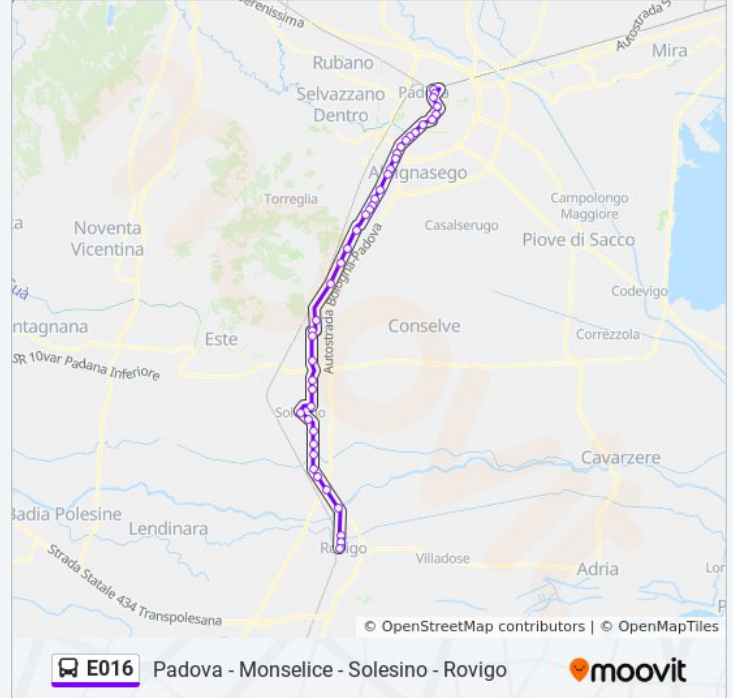 Serenissima
Autostrada S
Mira
Rubano
Padova
Selvazzano
Dentro
Albignasego
Torreglia
Campolongo
Maggiore
Noventa
Vicentina
Casalserugo
Piove di Sacco
Autostrada Bologna-Padova
Codevigo
ntagnana
Este
Conselve
Correzzola
SR 10var Padana Inferiore
Solesino
Cavarzere
Badia Polesine
Lendinara
Rovigo
Villadose
Adria
Lor
Strada Statale 434 Transpolesana
© OpenStreetMap contributors | © OpenMapTiles
E016 Padova - Monselice - Solesino - Rovigo
moovit